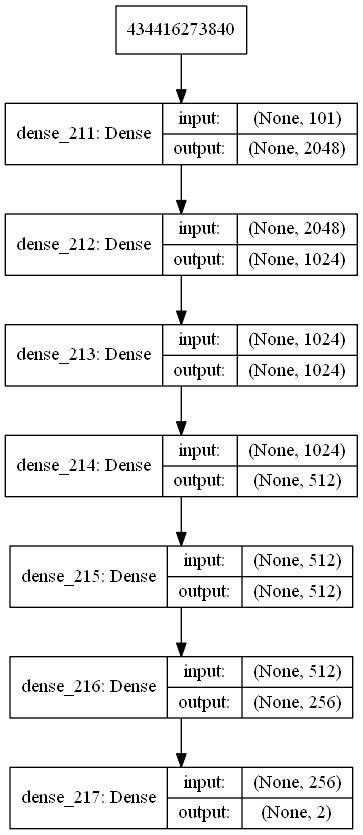 434416273840
dense_211: Dense
input: (None, 101)
output: (None, 2048)
dense_212: Dense
input: (None, 2048)
output: (None, 1024)
dense_213: Dense
input: (None, 1024)
output: (None, 1024)
dense_214: Dense
input: (None, 1024)
output: (None, 512)
dense_215: Dense
input: (None, 512)
output: (None, 512)
dense_216: Dense
input: (None, 512)
output: (None, 256)
dense_217: Dense
input: (None, 256)
output: (None, 2)